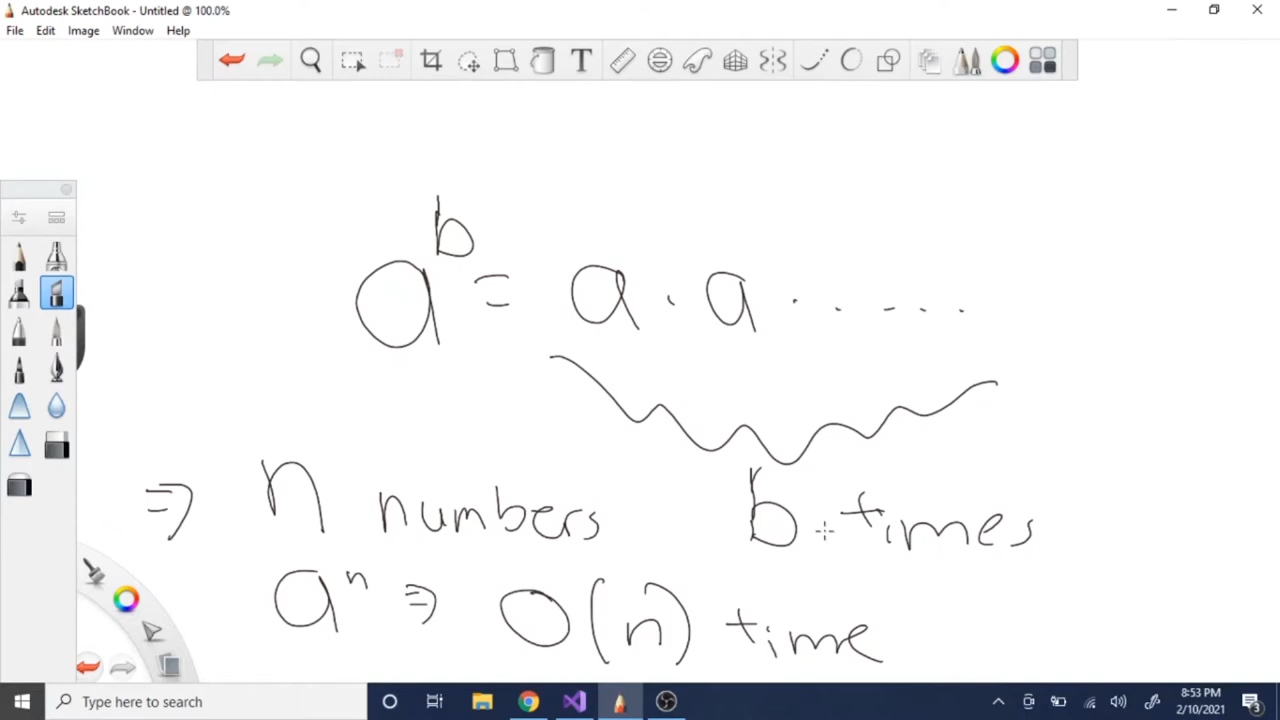 Autodesk SketchBook - Untitled @ 100.0%
File Edit Image Window Help
T
a^b = a · a · . . . . .
⇒ n numbers b times
a^n ⇒ O(n) time
Type here to search
8:53 PM
2/10/2021
3